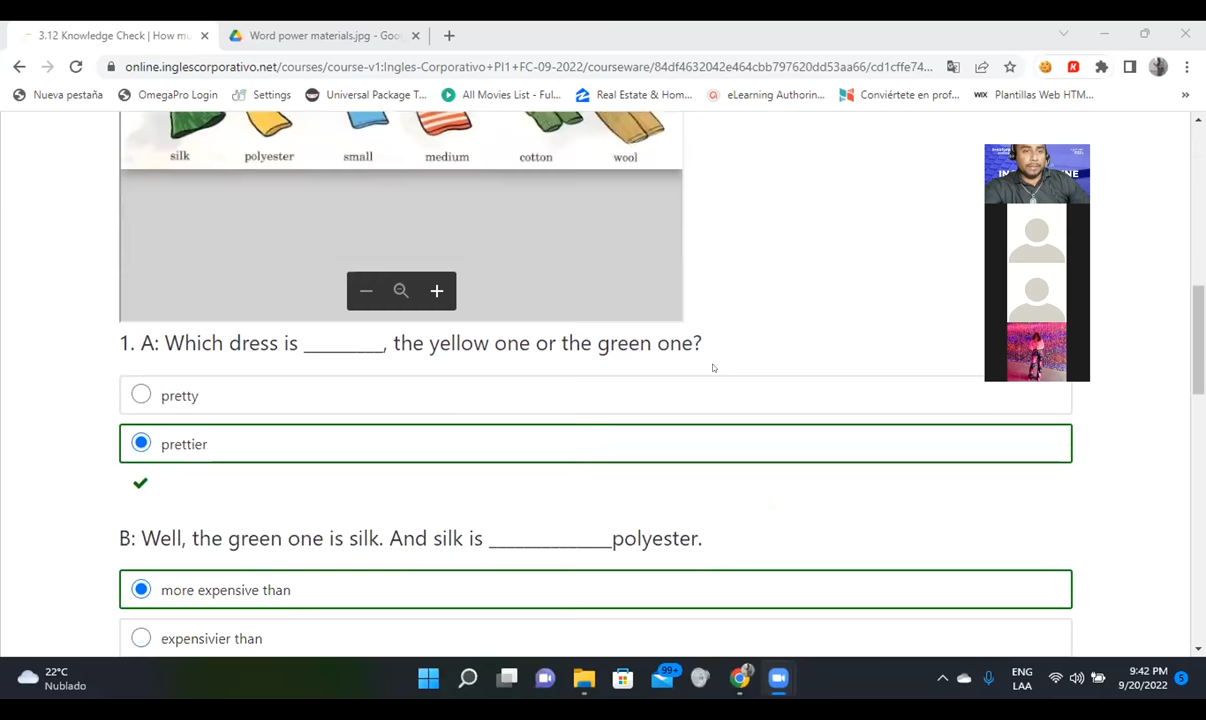 3.12 Knowledge Check | How mu
Word power materials.jpg - Goo
online.inglescorporativo.net/courses/course-v1:Ingles-Corporativo+PI1+FC-09-2022/courseware/84df4632042e464cbb797620dd53aa66/cd1cffe74...
Nueva pestaña
OmegaPro Login
Settings
Universal Package T...
All Movies List - Ful...
Real Estate & Hom...
eLearning Authorin...
Conviértete en prof...
WIX Plantillas Web HTM...
silk polyester small medium cotton wool
1. A: Which dress is ________, the yellow one or the green one?
pretty
prettier
B: Well, the green one is silk. And silk is _____________polyester.
more expensive than
expensivier than
22°C
Nublado
99+
ENG
LAA
9:42 PM
9/20/2022
5